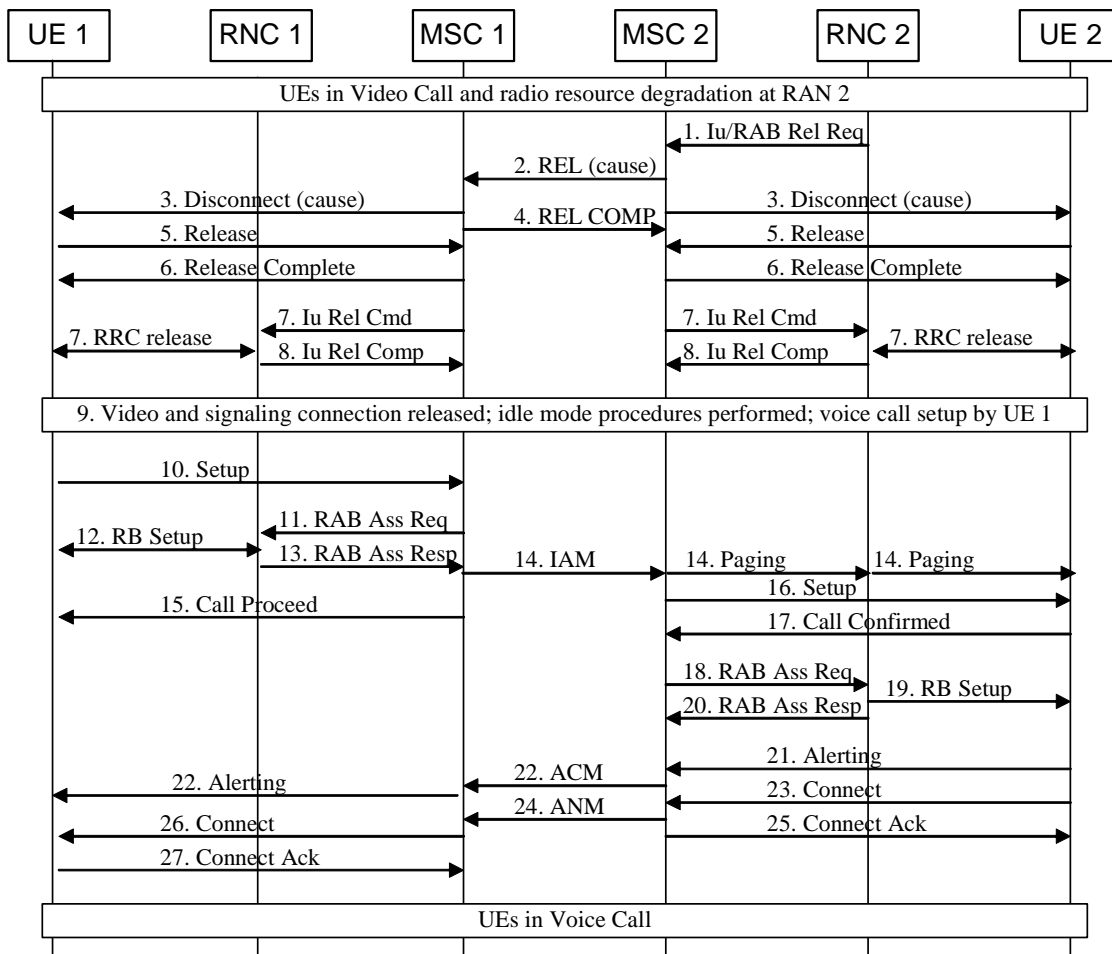 UE 1
RNC 1
MSC 1
MSC 2
RNC 2
UE 2
UEs in Video Call and radio resource degradation at RAN 2
1. Iu/RAB Rel Req
2. REL (cause)
3. Disconnect (cause)
4. REL COMP
3. Disconnect (cause)
5. Release
5. Release
6. Release Complete
6. Release Complete
7. Iu Rel Cmd
7. Iu Rel Cmd
7. RRC release
7. RRC release
8. Iu Rel Comp
8. Iu Rel Comp
9. Video and signaling connection released; idle mode procedures performed; voice call setup by UE 1
10. Setup
11. RAB Ass Req
12. RB Setup
13. RAB Ass Resp
14. IAM
14. Paging
14. Paging
15. Call Proceed
16. Setup
17. Call Confirmed
18. RAB Ass Req
19. RB Setup
20. RAB Ass Resp
21. Alerting
22. ACM
22. Alerting
23. Connect
24. ANM
26. Connect
25. Connect Ack
27. Connect Ack
UEs in Voice Call